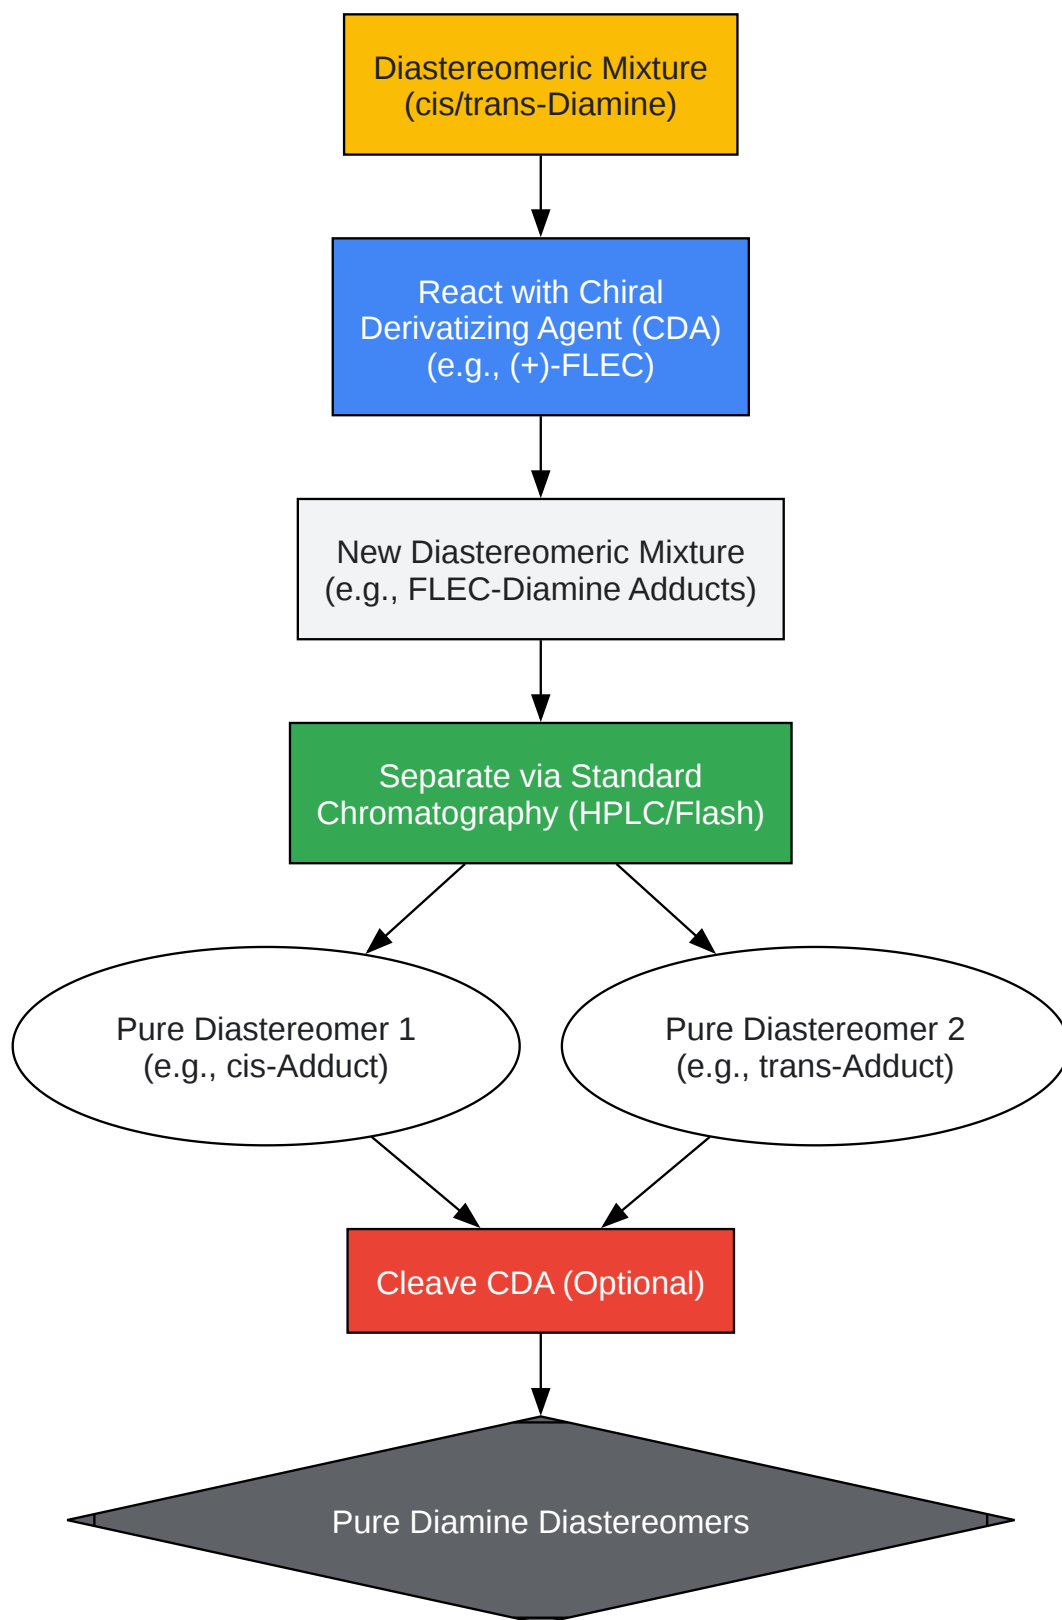 Diastereomeric Mixture
(cis/trans-Diamine)
React with Chiral
Derivatizing Agent (CDA)
(e.g., (+)-FLEC)
New Diastereomeric Mixture
(e.g., FLEC-Diamine Adducts)
Separate via Standard
Chromatography (HPLC/Flash)
Pure Diastereomer 1
(e.g., cis-Adduct)
Pure Diastereomer 2
(e.g., trans-Adduct)
Cleave CDA (Optional)
Pure Diamine Diastereomers